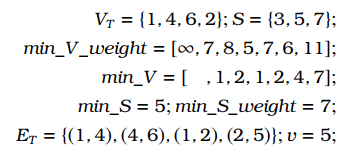 V_T = {1, 4, 6, 2}; S = {3, 5, 7};
min_V_weight = [∞, 7, 8, 5, 7, 6, 11];
min_V = [ , 1, 2, 1, 2, 4, 7];
min_S = 5; min_S_weight = 7;
E_T = {(1, 4), (4, 6), (1, 2), (2, 5)}; v = 5;